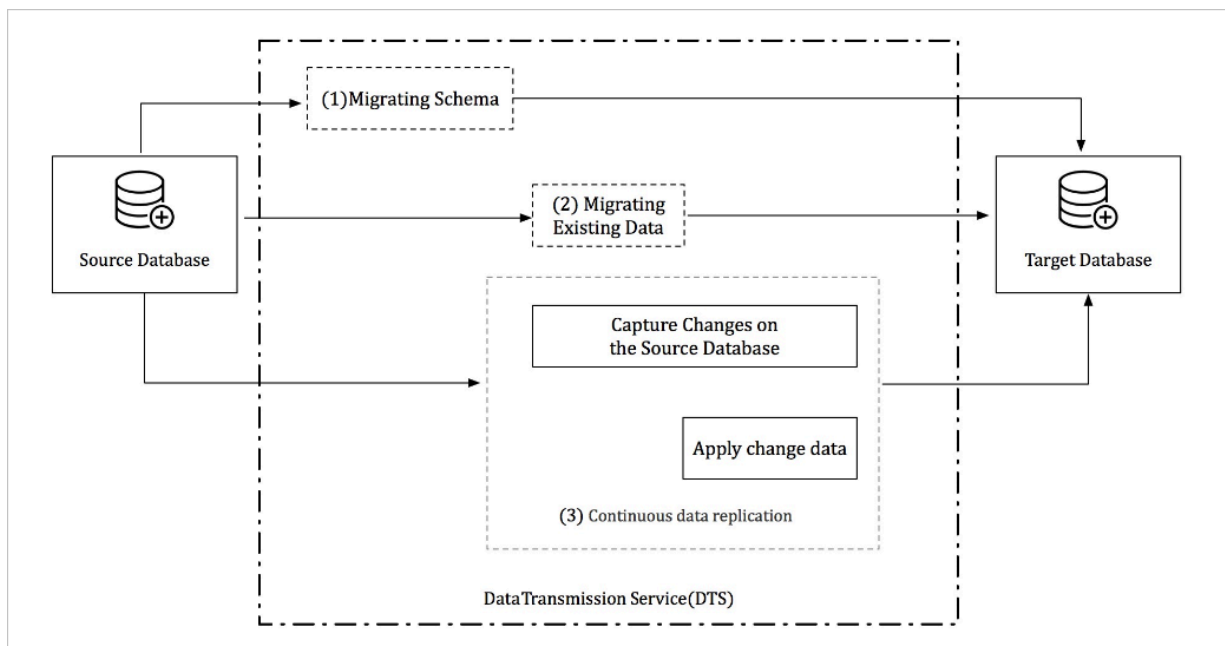 (1)Migrating Schema
(2) Migrating
Existing Data
Source Database
Target Database
Capture Changes on
the Source Database
Apply change data
(3) Continuous data replication
DataTransmission Service(DTS)